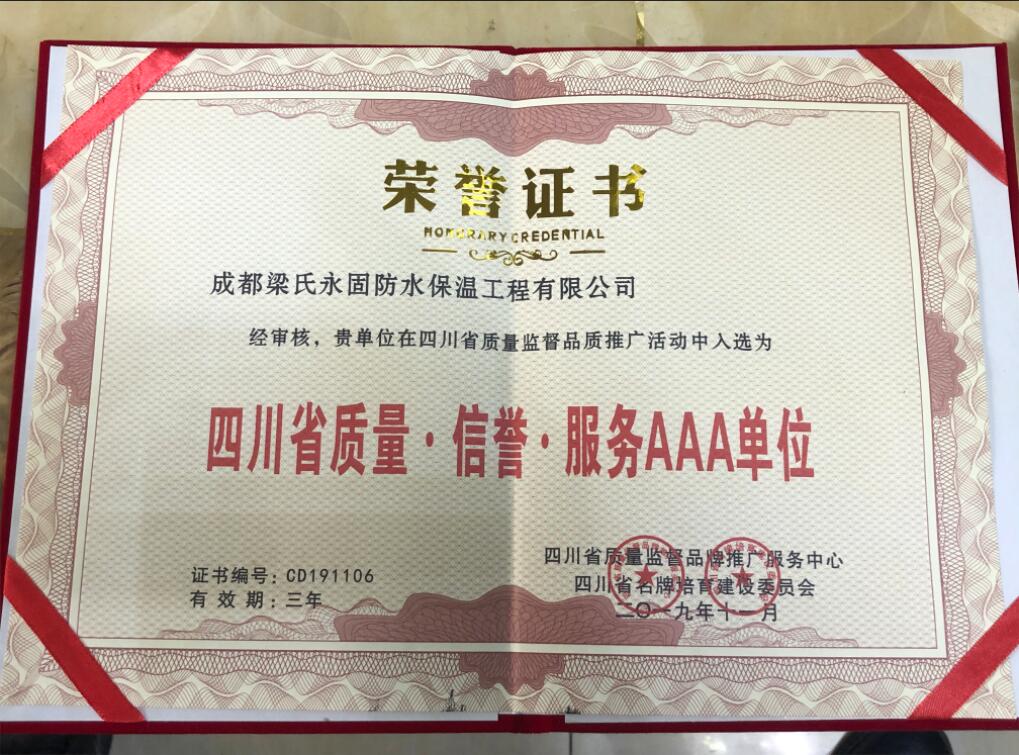 荣誉证书
HONORARY CREDENTIAL
成都梁氏永固防水保温工程有限公司
经审核，贵单位在四川省质量监督品质推广活动中入选为
四川省质量·信誉·服务AAA单位
四川省质量监督品牌推广服务中心
证书编号：CD191106
四川省名牌培育建设委员会
有效期：三年
二〇一九年十一月